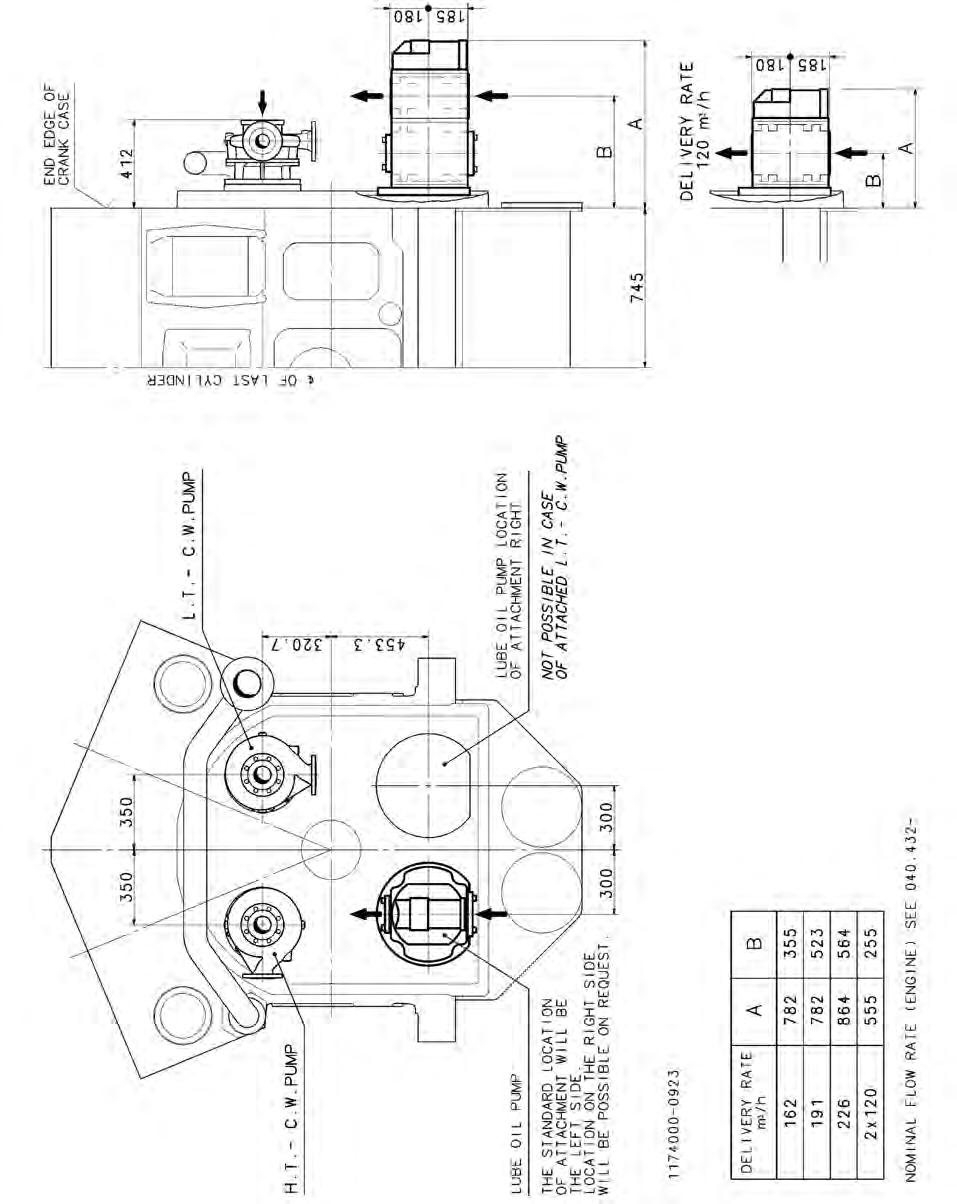 END EDGE OF
CRANK CASE
412
180
185
A
B
745
℄ OF LAST CYLINDER
DELIVERY RATE
120 m³/h
180
185
A
B
L.T.- C.W.PUMP
320.7
453.3
LUBE OIL PUMP LOCATION
OF ATTACHMENT RIGHT
NOT POSSIBLE IN CASE
OF ATTACHED L.T.- C.W.PUMP
350
350
300
300
H.T.- C.W.PUMP
LUBE OIL PUMP
THE STANDARD LOCATION
OF ATTACHMENT WILL BE
THE LEFT SIDE.
LOCATION ON THE RIGHT SIDE
WILL BE POSSIBLE ON REQUEST.
1174000-0923
DELIVERY RATE A B
m³/h
162 782 355
191 782 523
226 864 564
2x120 555 255
NOMINAL FLOW RATE (ENGINE) SEE 040.432-